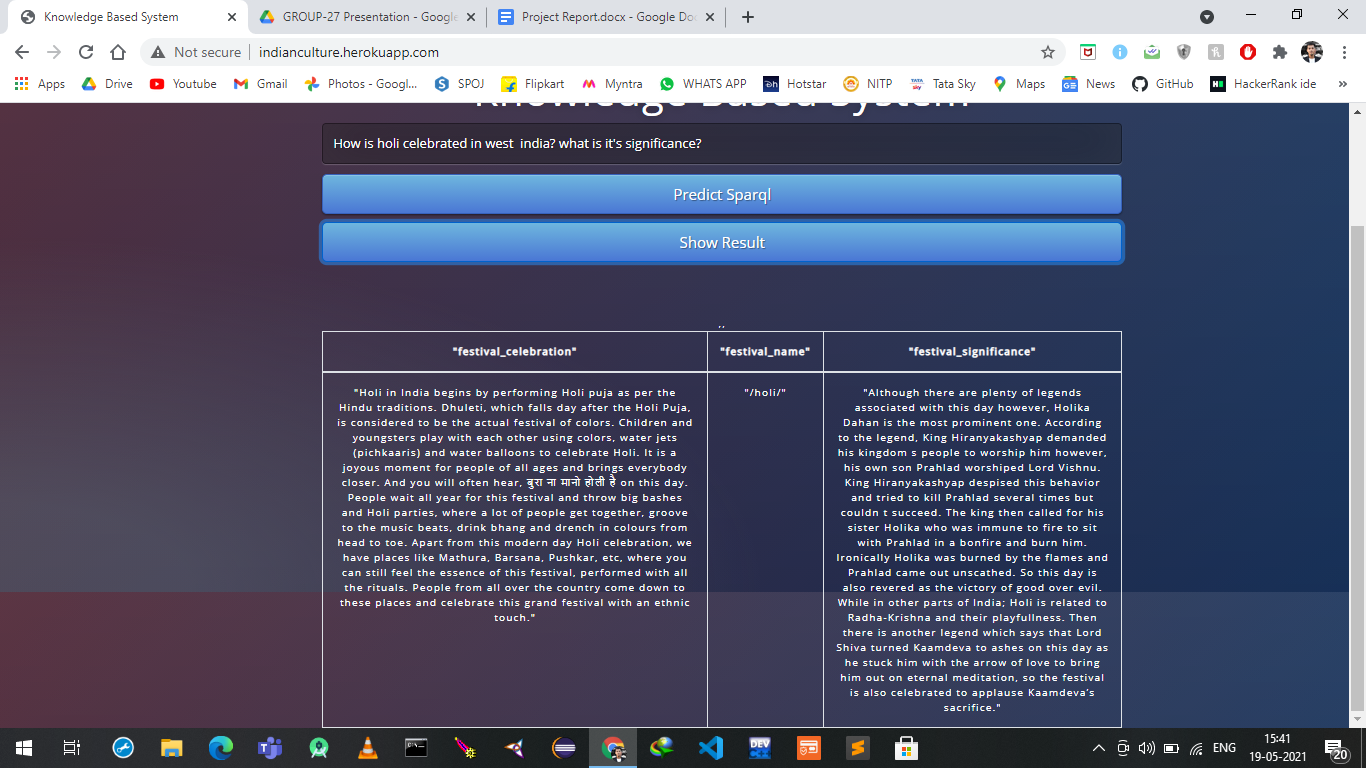 Knowledge Based System
GROUP-27 Presentation - Google
Project Report.docx - Google Doc
Not secure
indianculture.herokuapp.com
Apps
Drive
Youtube
Gmail
Photos - Googl...
SPOJ
Flipkart
Myntra
WHATS APP
Hotstar
NITP
TATA sky
Tata Sky
Maps
News
GitHub
HackerRank ide
»
Knowledge Based System
How is holi celebrated in west india? what is it's significance?
Predict Sparql
Show Result
,,
"festival_celebration"
"festival_name"
"festival_significance"
"Holi in India begins by performing Holi puja as per the
Hindu traditions. Dhuleti, which falls day after the Holi Puja,
is considered to be the actual festival of colors. Children and
youngsters play with each other using colors, water jets
(pichkaaris) and water balloons to celebrate Holi. It is a
joyous moment for people of all ages and brings everybody
closer. And you will often hear, बुरा ना मानो होती है on this day.
People wait all year for this festival and throw big bashes
and Holi parties, where a lot of people get together, groove
to the music beats, drink bhang and drench in colours from
head to toe. Apart from this modern day Holi celebration, we
have places like Mathura, Barsana, Pushkar, etc, where you
can still feel the essence of this festival, performed with all
the rituals. People from all over the country come down to
these places and celebrate this grand festival with an ethnic
touch."
"/holi/"
"Although there are plenty of legends
associated with this day however, Holika
Dahan is the most prominent one. According
to the legend, King Hiranyakashyap demanded
his kingdom s people to worship him however,
his own son Prahlad worshiped Lord Vishnu.
King Hiranyakashyap despised this behavior
and tried to kill Prahlad several times but
couldn t succeed. The king then called for his
sister Holika who was immune to fire to sit
with Prahlad in a bonfire and burn him.
Ironically Holika was burned by the flames and
Prahlad came out unscathed. So this day is
also revered as the victory of good over evil.
While in other parts of India; Holi is related to
Radha-Krishna and their playfullness. Then
there is another legend which says that Lord
Shiva turned Kaamdeva to ashes on this day as
he stuck him with the arrow of love to bring
him out on eternal meditation, so the festival
is also celebrated to applause Kaamdeva's
sacrifice."
DEV
ENG
15:41
19-05-2021
20